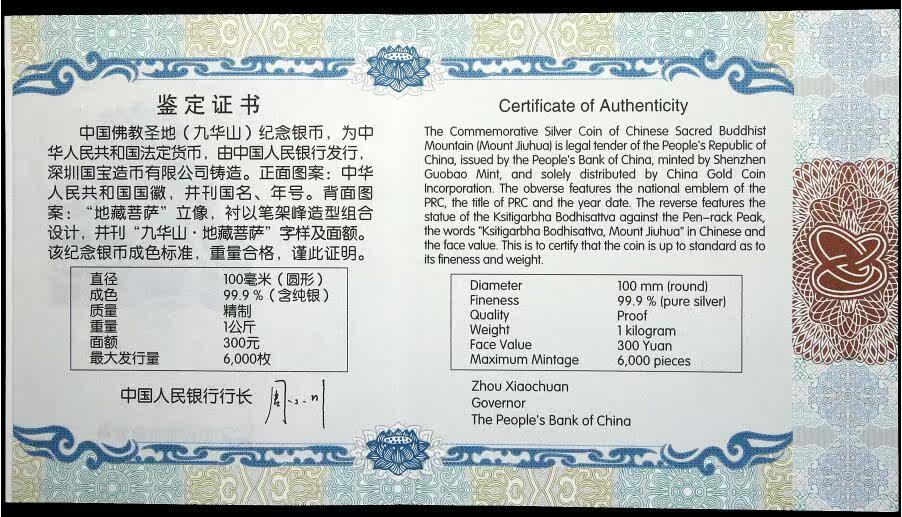 鉴定证书
中国佛教圣地（九华山）纪念银币，为中
华人民共和国法定货币，由中国人民银行发行，
深圳国宝造币有限公司铸造。正面图案：中华
人民共和国国徽，并刊国名、年号。背面图
案：“地藏菩萨”立像，衬以笔架峰造型组合
设计，并刊“九华山·地藏菩萨”字样及面额。
该纪念银币成色标准，重量合格，谨此证明。
直径 100毫米（圆形）
成色 99.9％（含纯银）
质量 精制
重量 1公斤
面额 300元
最大发行量 6,000枚
中国人民银行行长
Certificate of Authenticity
The Commemorative Silver Coin of Chinese Sacred Buddhist
Mountain (Mount Jiuhua) is legal tender of the People's Republic of
China, issued by the People's Bank of China, minted by Shenzhen
Guobao Mint, and solely distributed by China Gold Coin
Incorporation. The obverse features the national emblem of the
PRC, the title of PRC and the year date. The reverse features the
statue of the Ksitigarbha Bodhisattva against the Pen-rack Peak,
the words "Ksitigarbha Bodhisattva, Mount Jiuhua" in Chinese and
the face value. This is to certify that the coin is up to standard as to
its fineness and weight.
Diameter 100 mm (round)
Fineness 99.9 % (pure silver)
Quality Proof
Weight 1 kilogram
Face Value 300 Yuan
Maximum Mintage 6,000 pieces
Zhou Xiaochuan
Governor
The People's Bank of China